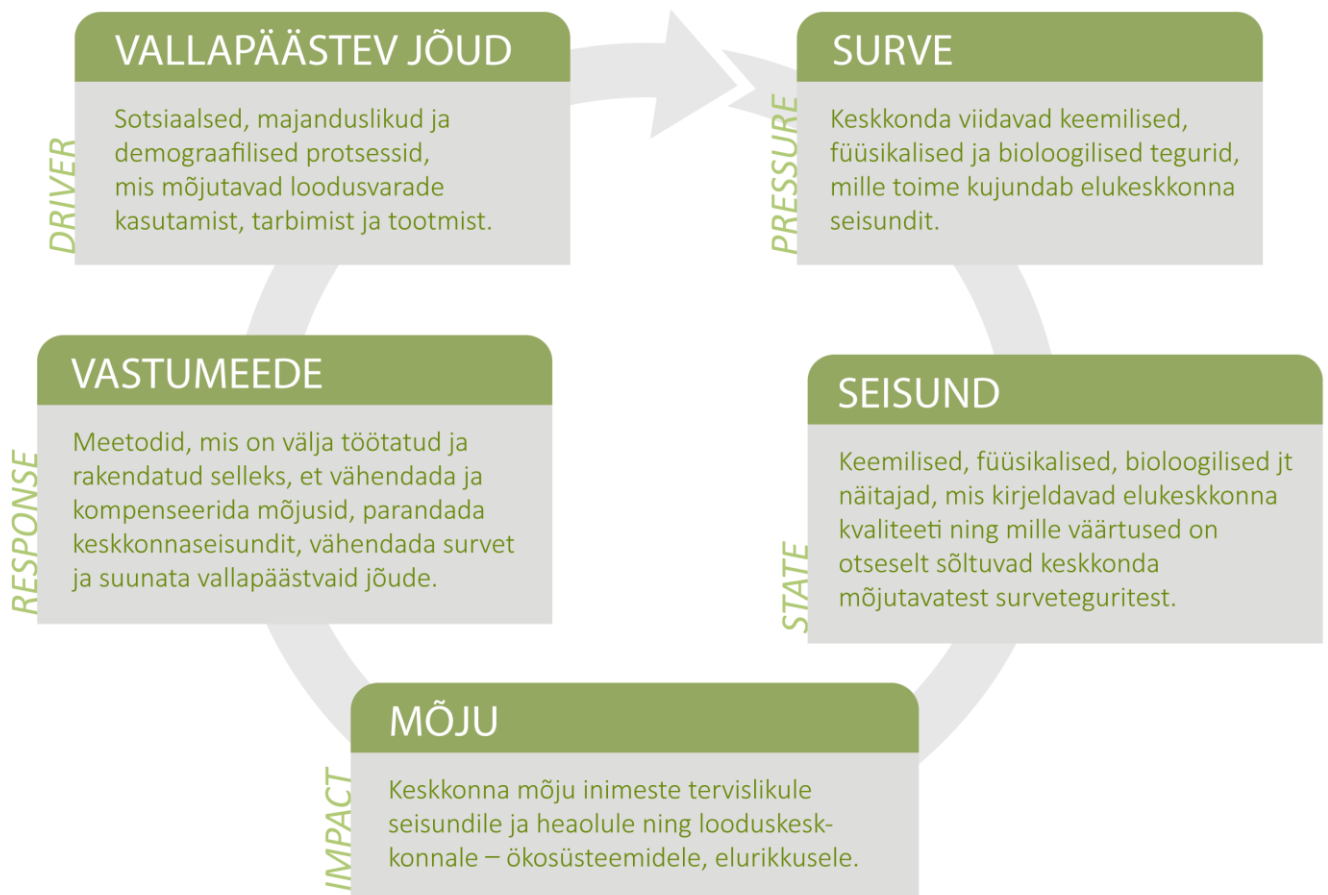 VALLAPÄÄSTEV JÕUD
DRIVER
Sotsiaalsed, majanduslikud ja
demograafilised protsessid,
mis mõjutavad loodusvarade
kasutamist, tarbimist ja tootmist.
SURVE
PRESSURE
Keskkonda viidavad keemilised,
füüsikalised ja bioloogilised tegurid,
mille toime kujundab elukeskkonna
seisundit.
SEISUND
STATE
Keemilised, füüsikalised, bioloogilised jt
näitajad, mis kirjeldavad elukeskkonna
kvaliteeti ning mille väärtused on
otseselt sõltuvad keskkonda
mõjutavatest surveteguritest.
MÕJU
IMPACT
Keskkonna mõju inimeste tervislikule
seisundile ja heaolule ning looduskesk-
konnale – ökosüsteemidele, elurikkusele.
VASTUMEEDE
RESPONSE
Meetodid, mis on välja töötatud ja
rakendatud selleks, et vähendada ja
kompenseerida mõjusid, parandada
keskkonnaseisundit, vähendada survet
ja suunata vallapäästvaid jõude.